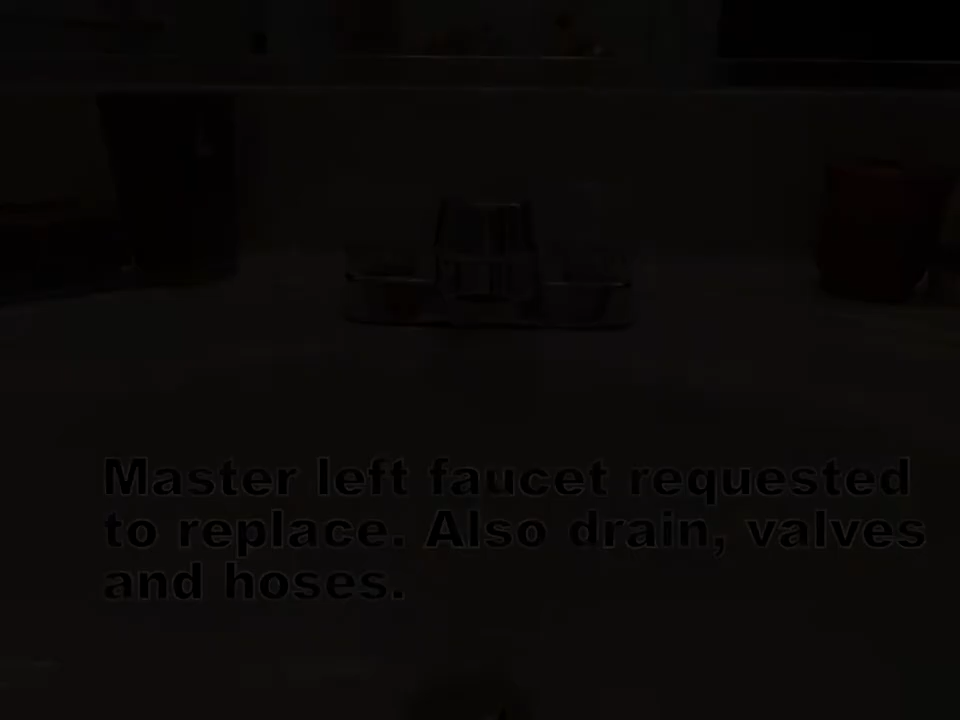 Master left faucet requested
to replace. Also drain, valves
and hoses.